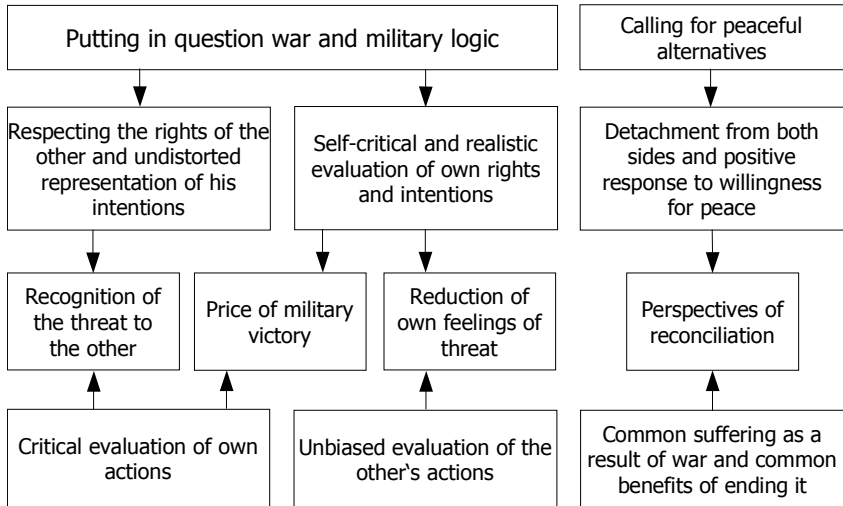 Putting in question war and military logic
Calling for peaceful
alternatives
Respecting the rights of the
other and undistorted
representation of his
intentions
Self-critical and realistic
evaluation of own rights
and intentions
Detachment from both
sides and positive
response to willingness
for peace
Recognition of
the threat to
the other
Price of military
victory
Reduction of
own feelings of
threat
Perspectives of
reconciliation
Critical evaluation of own
actions
Unbiased evaluation of the
other‘s actions
Common suffering as a
result of war and common
benefits of ending it